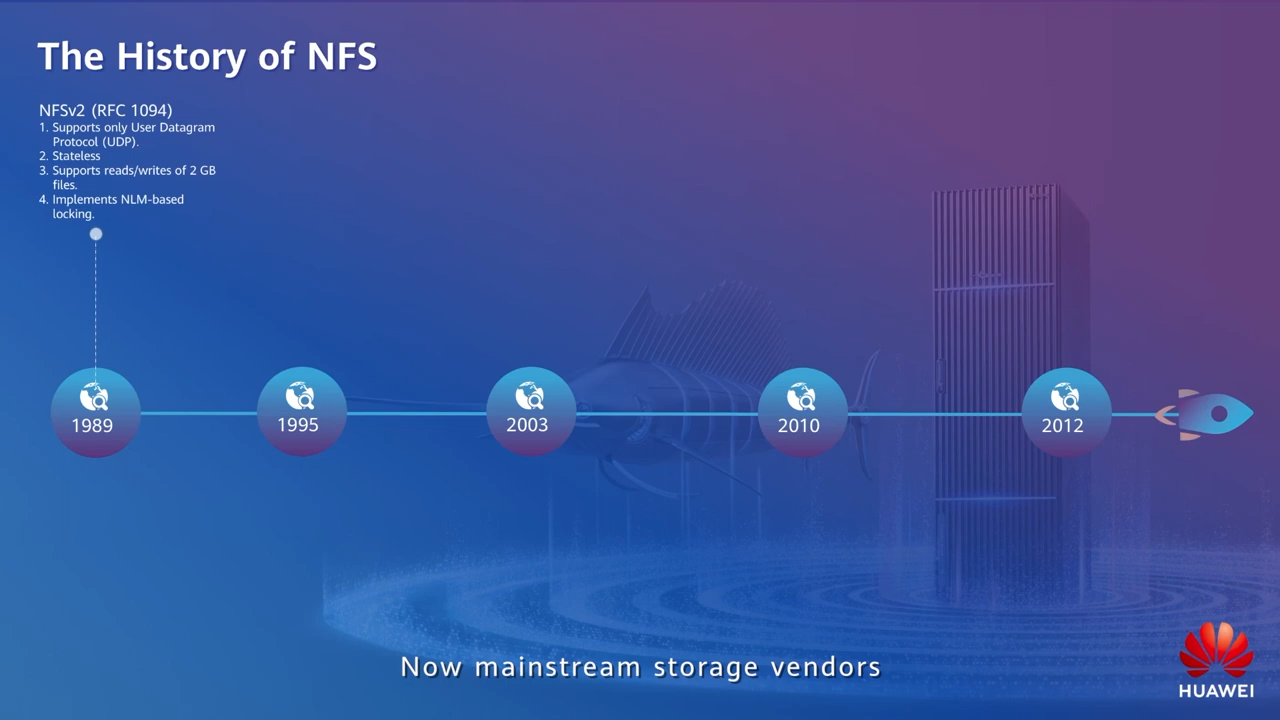 The History of NFS
NFSv2 (RFC 1094)
1. Supports only User Datagram
Protocol (UDP).
2. Stateless
3. Supports reads/writes of 2 GB
files.
4. Implements NLM-based
locking.
1989
1995
2003
2010
2012
Now mainstream storage vendors
HUAWEI